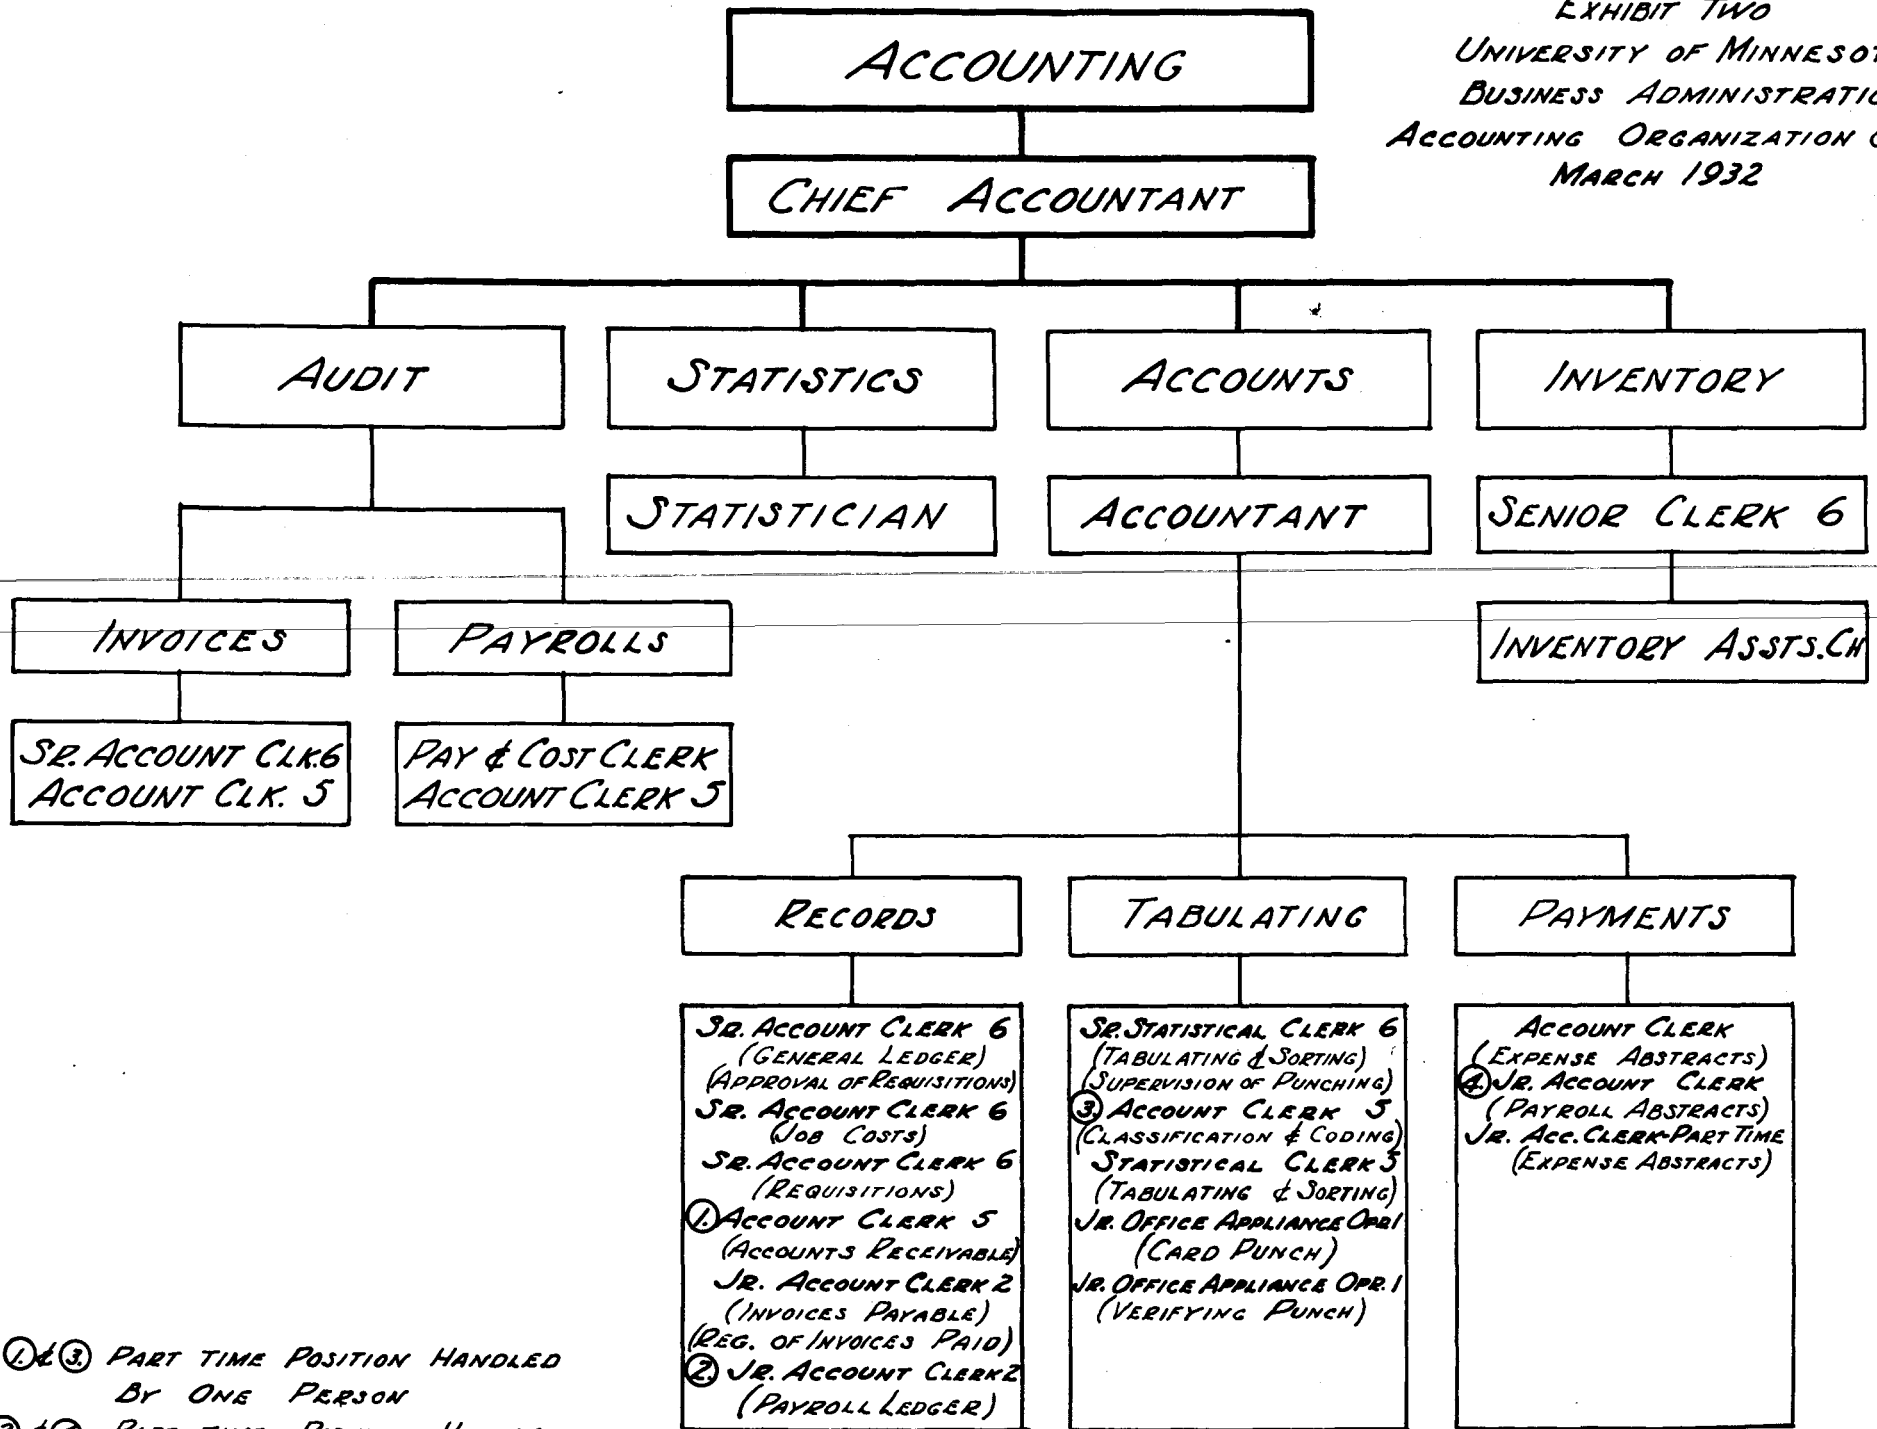 EXHIBIT TWO
UNIVERSITY OF
BUSINESS
ACCOUNTING ORGANIZATION
MARCH 1932
ACCOUNTING
CHIEF ACCOUNTANT
AUDIT
STATISTICS
ACCOUNTS
INVENTORY
STATISTICIAN
ACCOUNTANT
SENIOR CLERK 6
INVOICES
PAYROLLS
INVENTORY ASSTS. CH
SR. ACCOUNT CLK. 6
ACCOUNT CLK. 5
PAY & COST CLERK
ACCOUNT CLERK 5
RECORDS
TABULATING
PAYMENTS
SR. ACCOUNT CLERK 6
(GENERAL LEDGER)
(APPROVAL OF REQUISITIONS)
SR. ACCOUNT CLERK 6
(JOB COSTS)
SR. ACCOUNT CLERK 6
(REQUISITIONS)
1. ACCOUNT CLERK 5
(ACCOUNTS RECEIVABLE)
JR. ACCOUNT CLERK 2
(INVOICES PAYABLE)
(REG. OF INVOICES PAID)
2. JR. ACCOUNT CLERK 2
(PAYROLL LEDGER)
SR. STATISTICAL CLERK 6
(TABULATING & SORTING)
(SUPERVISION OF PUNCHING)
3. ACCOUNT CLERK 5
(CLASSIFICATION & CODING)
STATISTICAL CLERK 5
(TABULATING & SORTING)
JR. OFFICE APPLIANCE OPR. 1
(CARD PUNCH)
JR. OFFICE APPLIANCE OPR. 1
(VERIFYING PUNCH)
ACCOUNT CLERK
(EXPENSE ABSTRACTS)
4. JR. ACCOUNT CLERK
(PAYROLL ABSTRACTS)
JR. ACC. CLERK-PART TIME
(EXPENSE ABSTRACTS)
1. & 3. PART TIME POSITION HANDLED
BY ONE PERSON